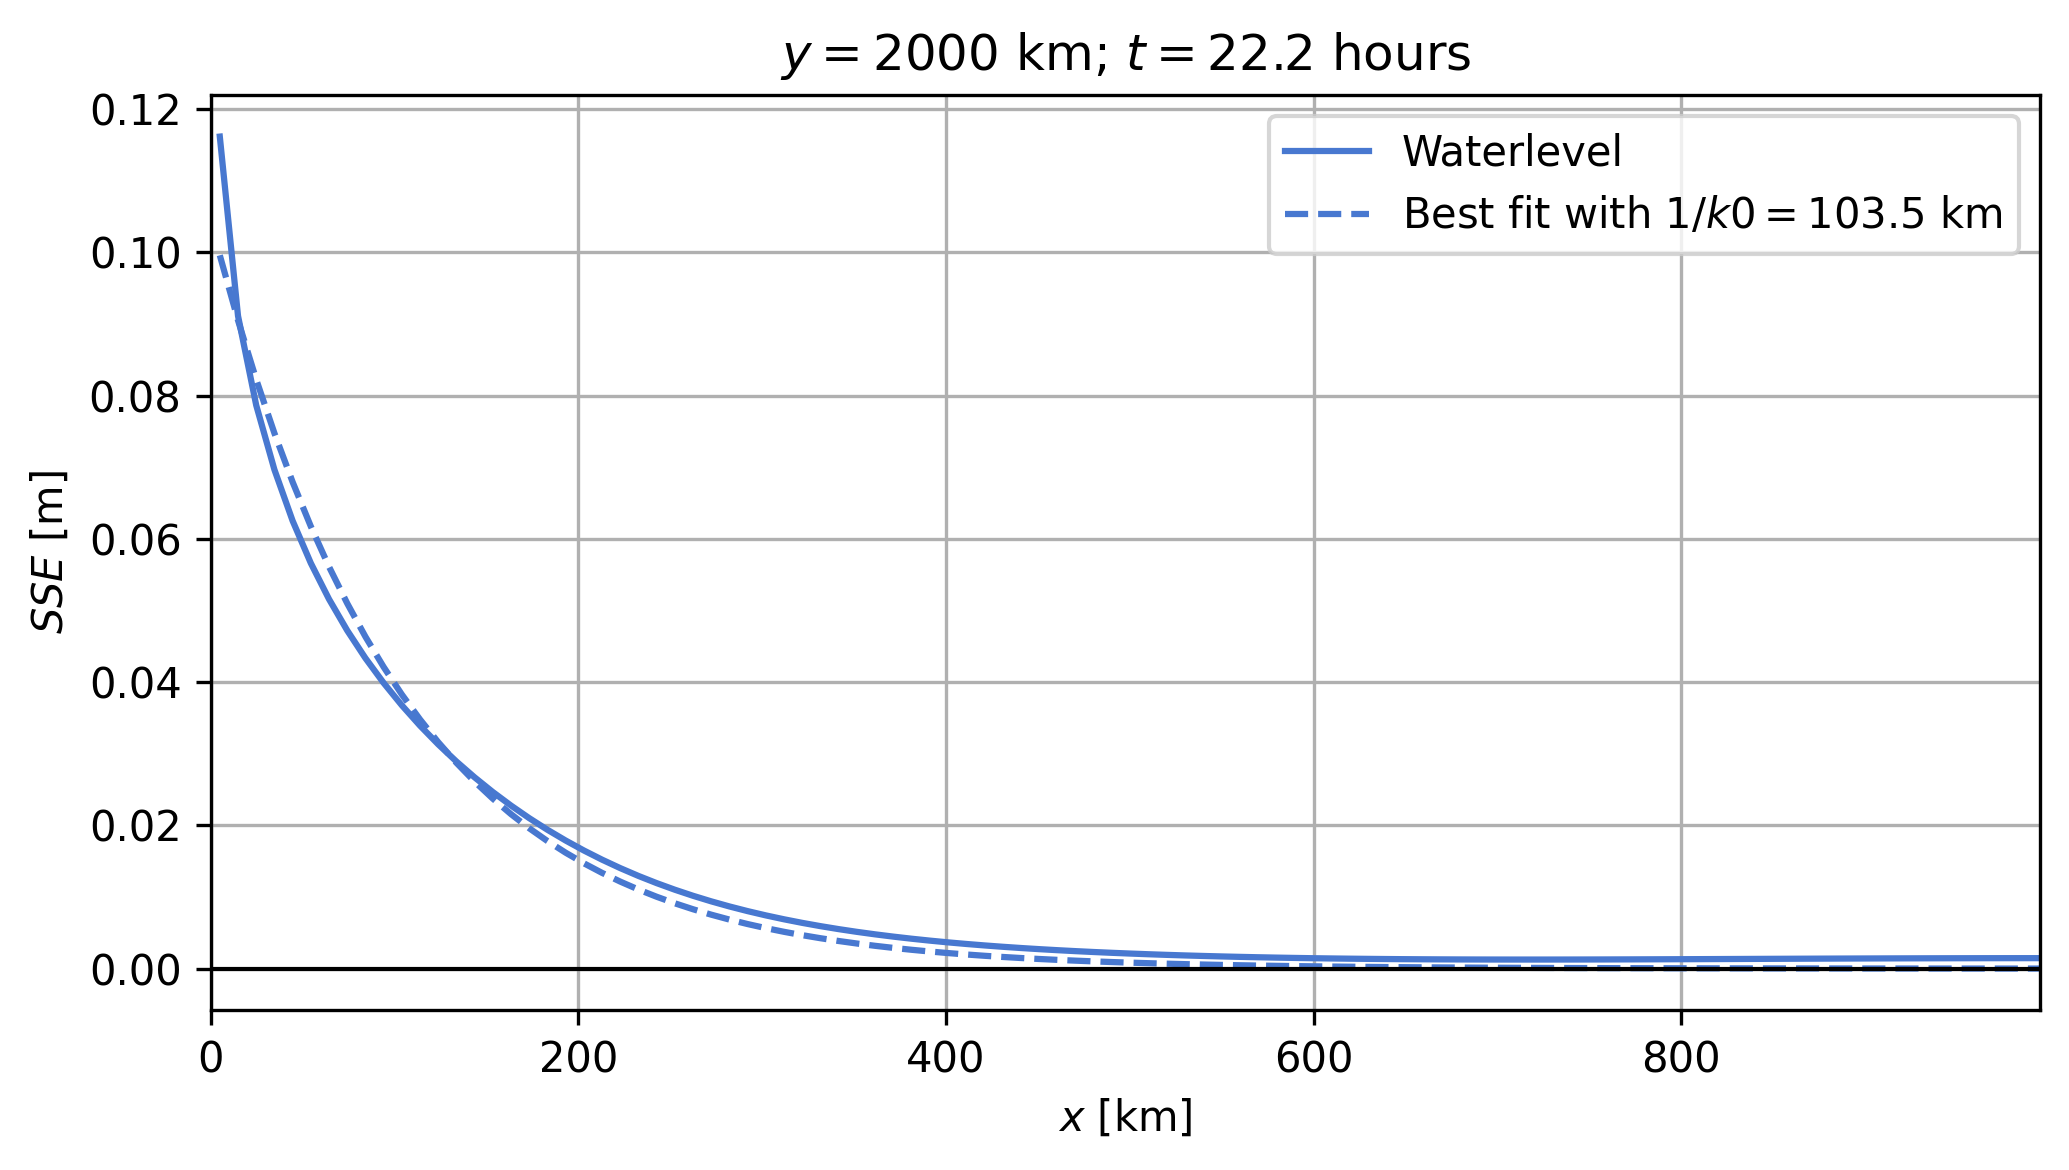 y = 2000 km; t = 22.2 hours
0.12
0.10
0.08
0.06
0.04
0.02
0.00
SSE [m]
Waterlevel
Best fit with 1/k0 = 103.5 km
0 200 400 600 800
x [km]